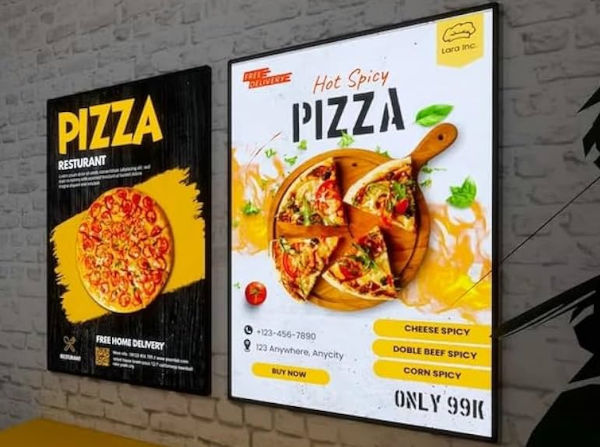 PIZZA
RESTURANT
FREE HOME DELIVERY
RESTURANT
FREE
DELIVERY
Lara Inc.
Hot Spicy
PIZZA
+123-456-7890
123 Anywhere, Anycity
BUY NOW
CHEESE SPICY
DOBLE BEEF SPICY
CORN SPICY
ONLY 99K